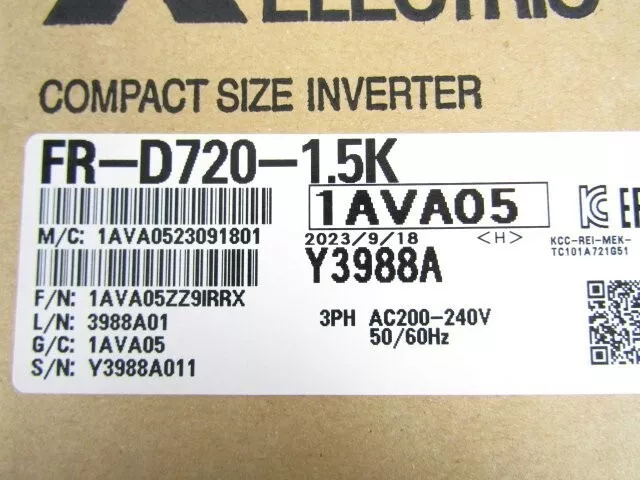 ELECTRIC
COMPACT SIZE INVERTER
FR-D720-1.5K
1AVA05
M/C: 1AVA0523091801
2023/9/18 <H>
KCC-REI-MEK-
TC101A721G51
Y3988A
F/N: 1AVA05ZZ9IRRX
L/N: 3988A01
G/C: 1AVA05
S/N: Y3988A011
3PH AC200-240V
50/60Hz